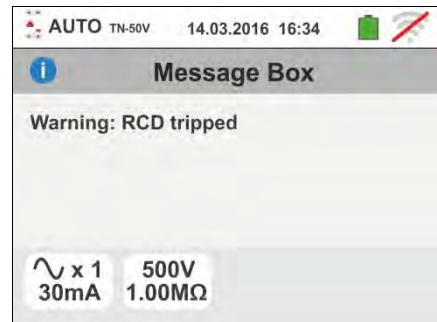 AUTO TN-50V 14.03.2016 16:34
i Message Box
Warning: RCD tripped
x 1 500V
30mA 1.00MΩ